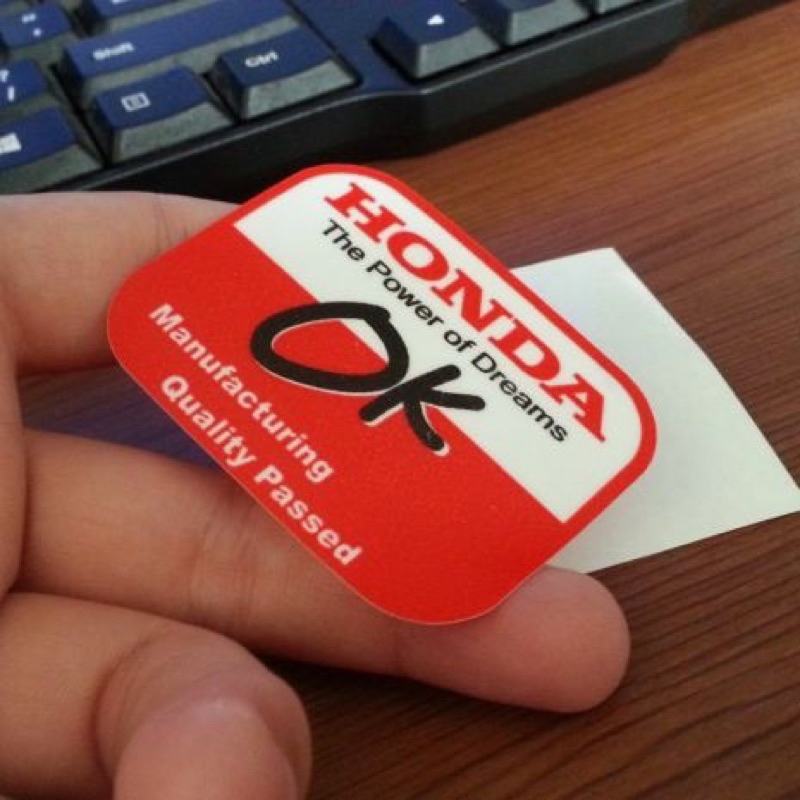 Shift
Ctrl
HONDA
The Power of Dreams
OK
Manufacturing
Quality Passed